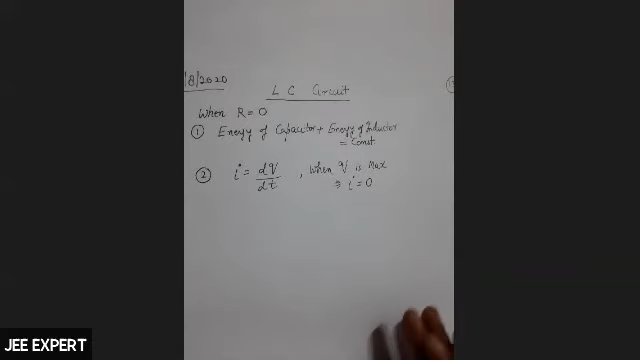 /8/2020
L C Circuit
When R = 0
① Energy of Capacitor + Energy of Inductor
= Const
② i = dq/dt , When q is Max
⇒ i = 0
JEE EXPERT